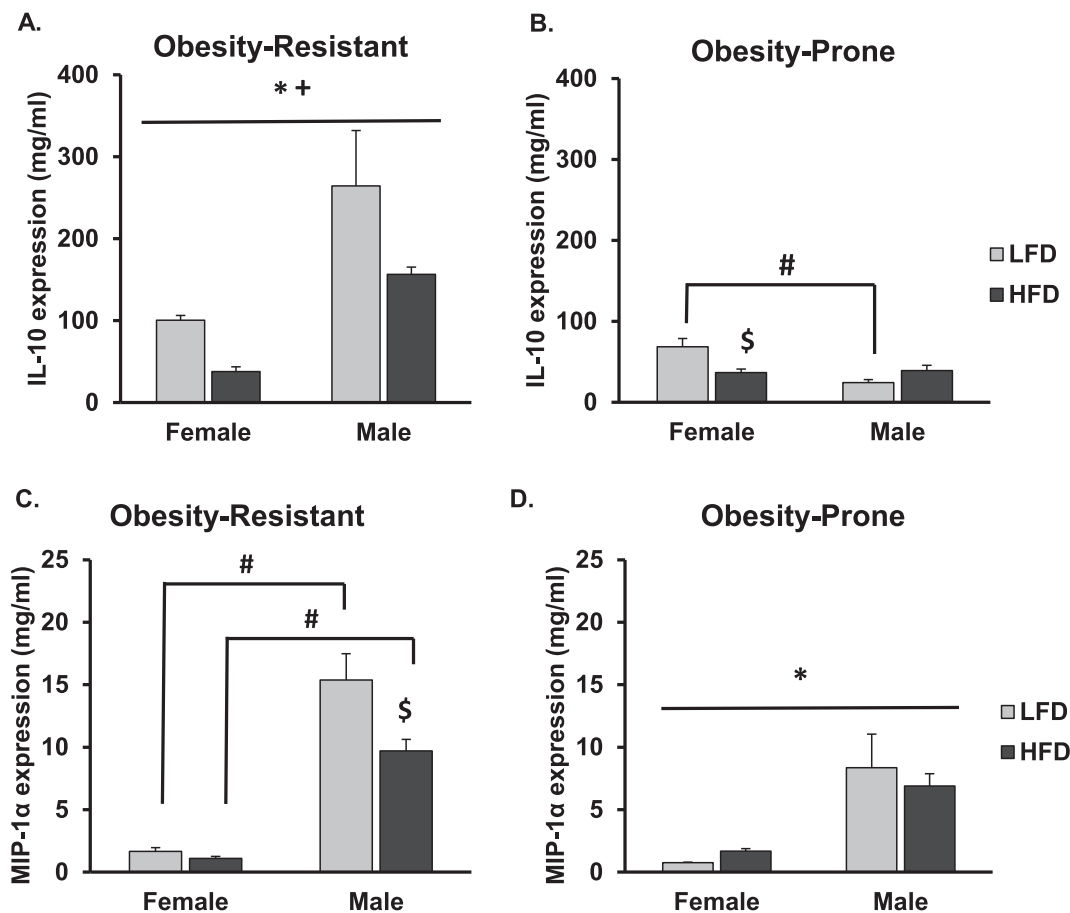 A.
Obesity-Resistant
IL-10 expression (mg/ml)
400
300
200
100
0
* +
Female
Male
B.
Obesity-Prone
IL-10 expression (mg/ml)
400
300
200
100
0
#
$
Female
Male
LFD
HFD
C.
Obesity-Resistant
MIP-1α expression (mg/ml)
25
20
15
10
5
0
#
#
$
Female
Male
D.
Obesity-Prone
MIP-1α expression (mg/ml)
25
20
15
10
5
0
*
Female
Male
LFD
HFD